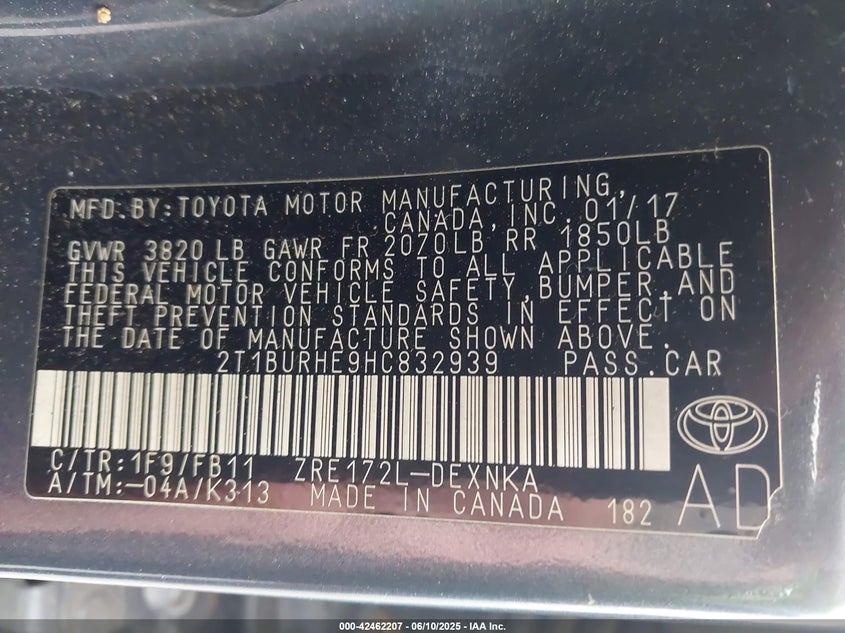 MFD.BY:TOYOTA MOTOR MANUFACTURING,
CANADA,INC. 01/17
GVWR 3820 LB GAWR FR 2070LB RR 1850LB
THIS VEHICLE CONFORMS TO ALL APPLICABLE
FEDERAL MOTOR VEHICLE SAFETY,BUMPER,AND
THEFT PREVENTION STANDARDS IN EFFECT ON
THE DATE OF MANUFACTURE SHOWN ABOVE.
2T1BURHE9HC832939 PASS.CAR
C/TR:1F9/FB11 ZRE172L-DEXNKA
A/TM:-04A/K313 MADE IN CANADA 182 AD
000-42462207 - 06/10/2025 - IAA Inc.